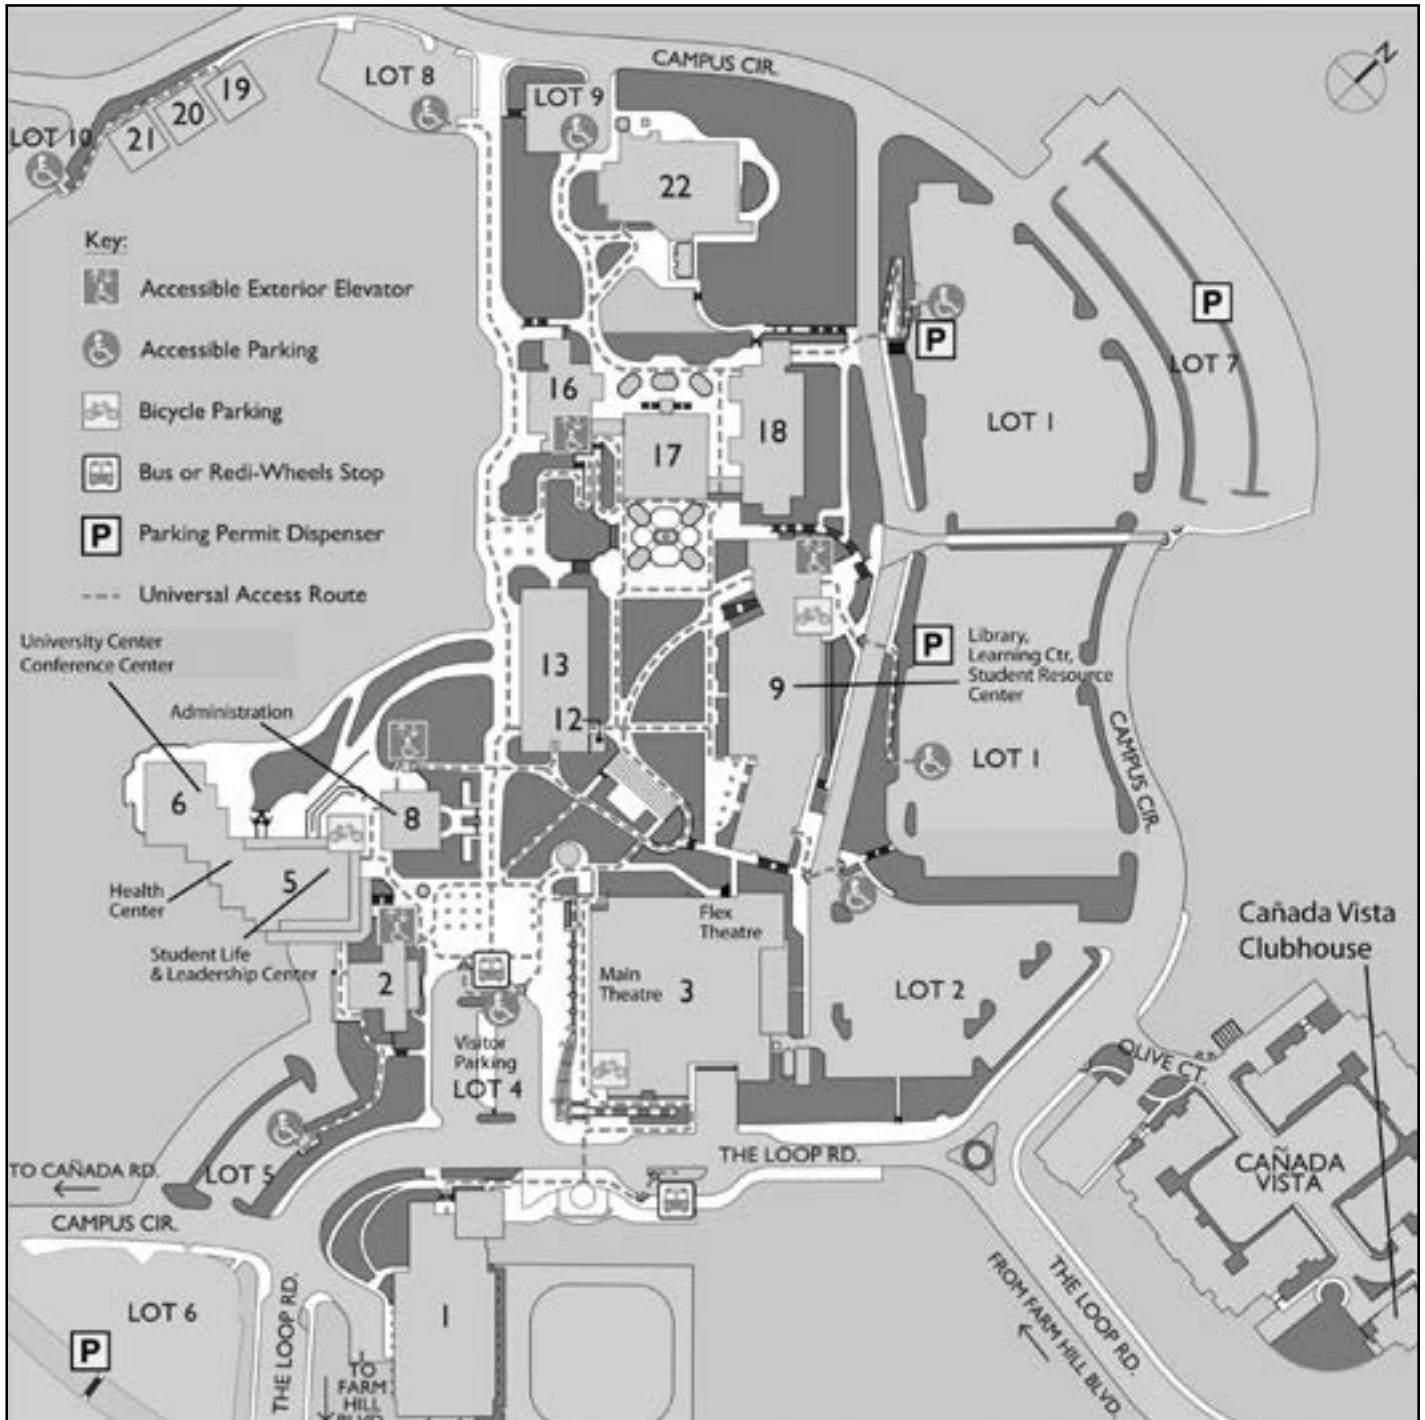 CAMPUS CIR.
N
LOT 8
LOT 9
19
20
21
LOT 10
22
Key:
Accessible Exterior Elevator
Accessible Parking
Bicycle Parking
Bus or Redi-Wheels Stop
P
Parking Permit Dispenser
Universal Access Route
P
LOT 7
P
LOT 1
16
17
18
University Center
Conference Center
Administration
13
12
9
P
Library,
Learning Ctr,
Student Resource
Center
LOT 1
CAMPUS CIR.
6
8
5
Health
Center
Student Life
& Leadership Center
2
Flex
Theatre
Main
Theatre
3
LOT 2
Visitor
Parking
LOT 4
Cañada Vista
Clubhouse
OLIVE CT.
CAÑADA
VISTA
LOT 5
TO CAÑADA RD.
CAMPUS CIR.
THE LOOP RD.
LOT 6
P
THE LOOP RD.
TO
FARM
HILL
BLVD.
1
FROM FARM HILL BLVD.
THE LOOP RD.